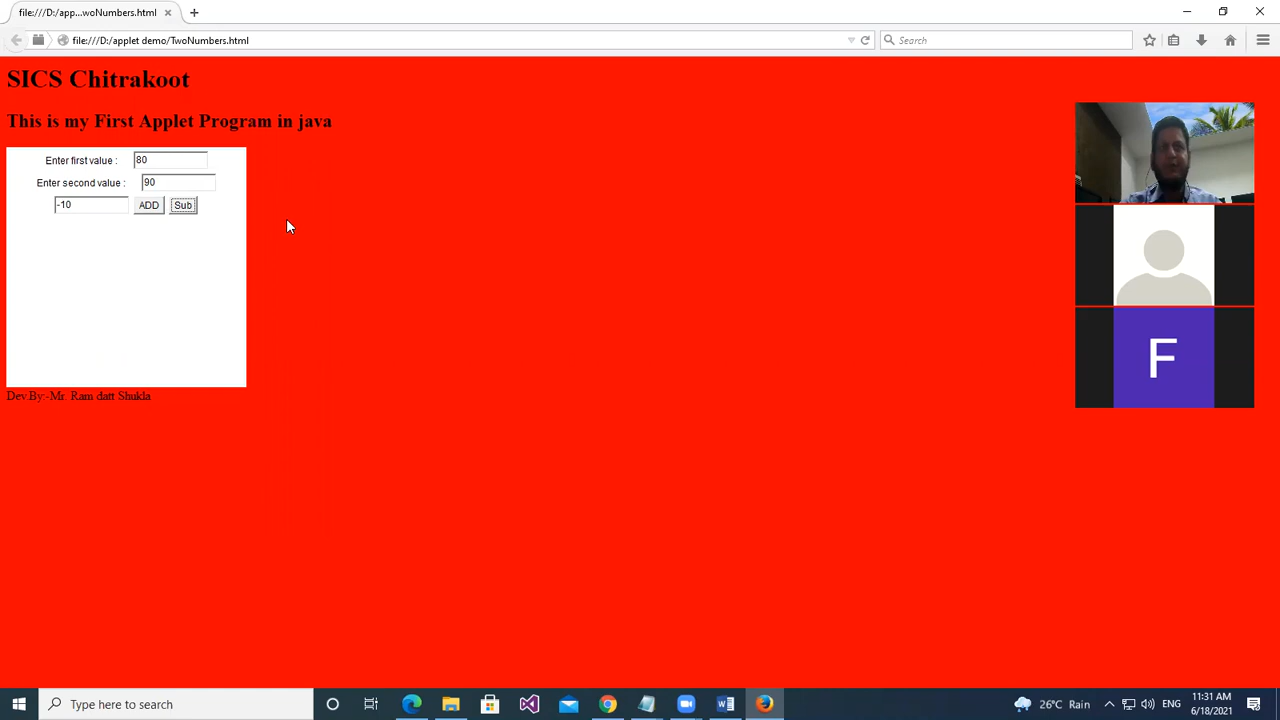 file:///D:/app...woNumbers.html
file:///D:/applet demo/TwoNumbers.html
Search
SICS Chitrakoot
This is my First Applet Program in java
Enter first value : 80
Enter second value : 90
-10 ADD Sub
Dev.By:-Mr. Ram datt Shukla
F
Type here to search
26°C Rain
ENG
11:31 AM
6/18/2021